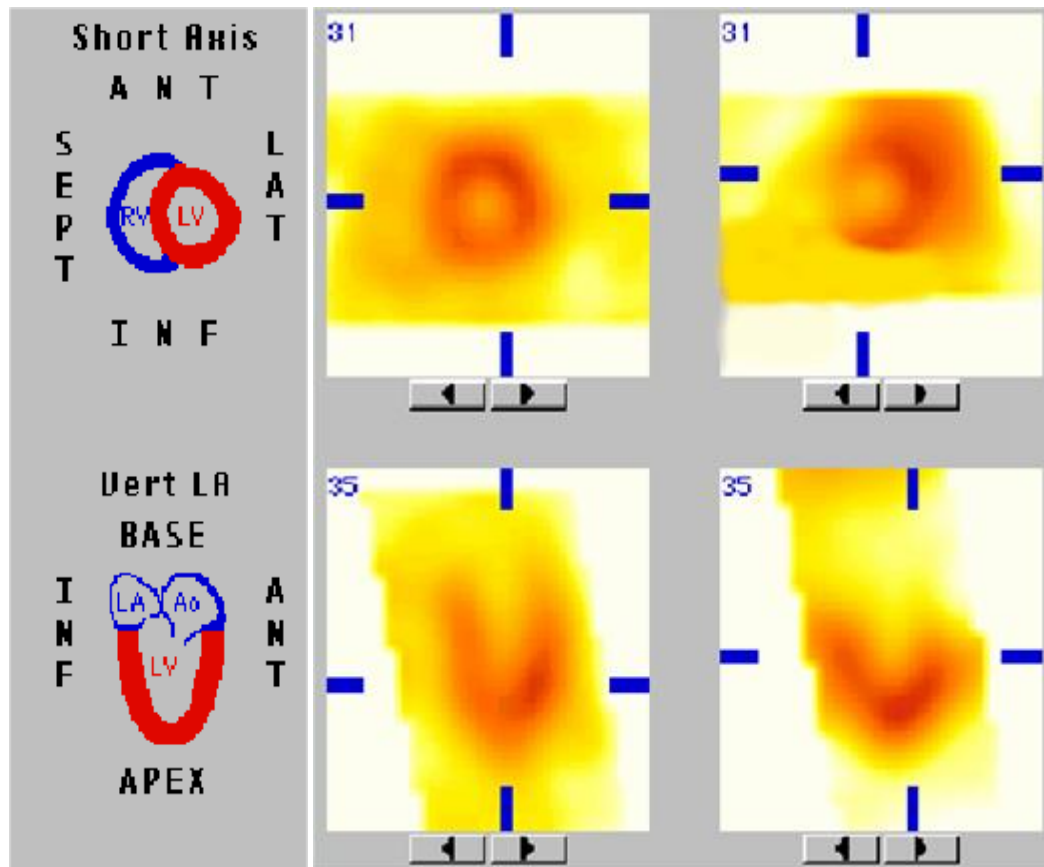 Short Axis
ANT
SEPT
LAT
RV
LV
INF
31
31
Vert LA
BASE
INF
ANT
LA
Ao
LV
APEX
35
35